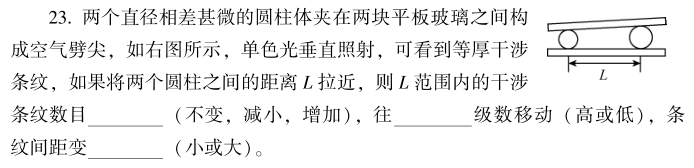 23. 两个直径相差甚微的圆柱体夹在两块平板玻璃之间构
成空气劈尖，如右图所示，单色光垂直照射，可看到等厚干涉
条纹，如果将两个圆柱之间的距离 L 拉近，则 L 范围内的干涉
L
条纹数目________（不变，减小，增加），往________级数移动（高或低），条
纹间距变________（小或大）。